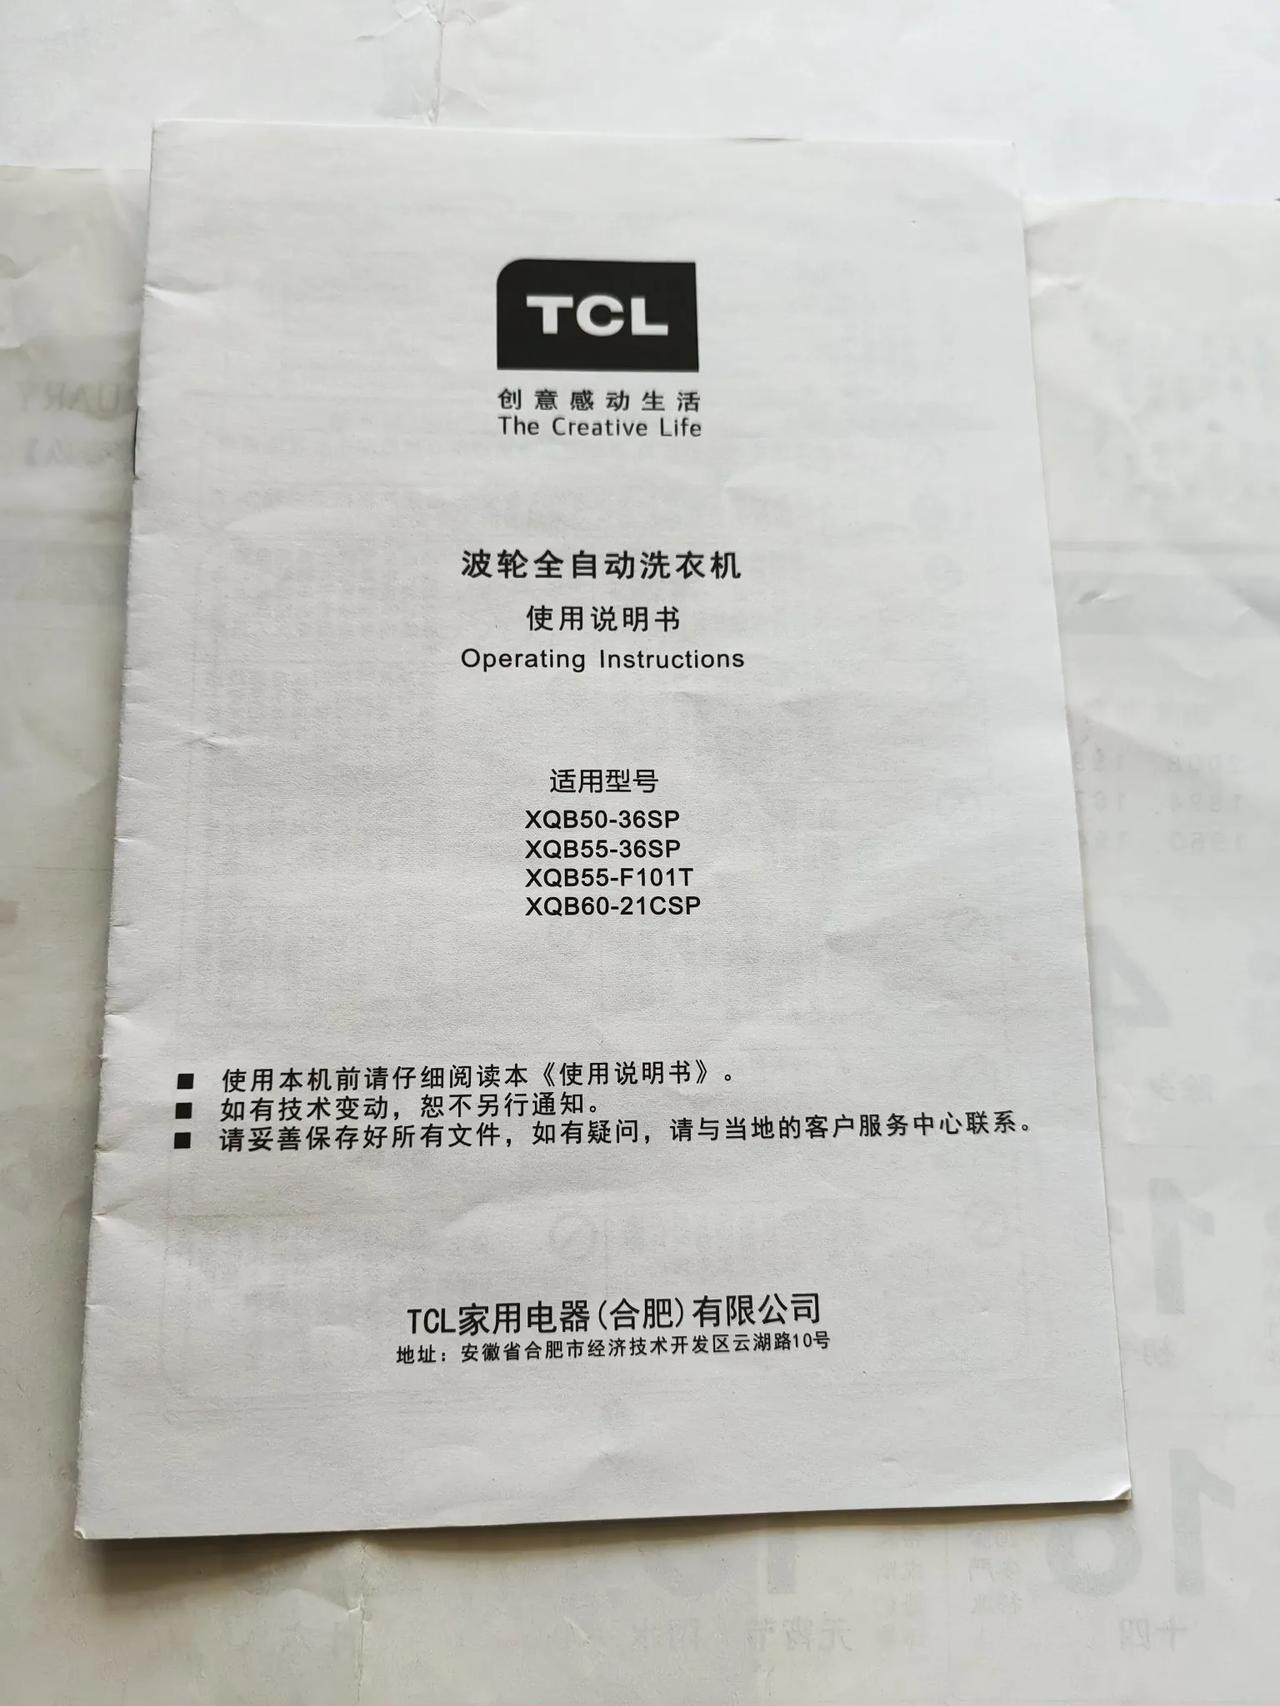 TCL
创意感动生活
The Creative Life
波轮全自动洗衣机
使用说明书
Operating Instructions
适用型号
XQB50-36SP
XQB55-36SP
XQB55-F101T
XQB60-21CSP
■ 使用本机前请仔细阅读本《使用说明书》。
■ 如有技术变动，恕不另行通知。
■ 请妥善保存好所有文件，如有疑问，请与当地的客户服务中心联系。
TCL家用电器(合肥)有限公司
地址：安徽省合肥市经济技术开发区云湖路10号